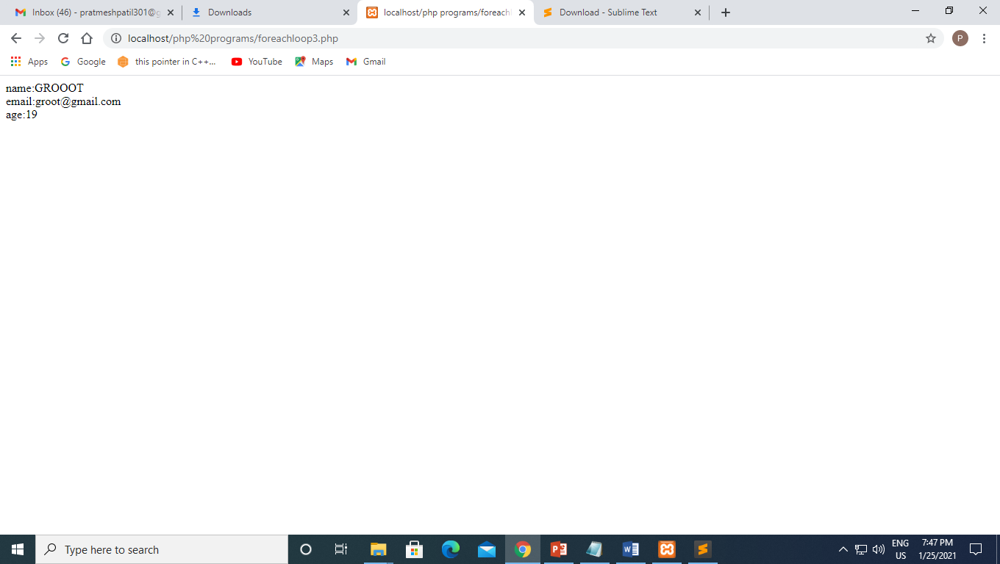 Inbox (46) - pratmeshpatil301@g
Downloads
localhost/php programs/foreachl
Download - Sublime Text
localhost/php%20programs/foreachloop3.php
P
Apps
Google
this pointer in C++...
YouTube
Maps
Gmail
name:GROOOT
email:groot@gmail.com
age:19
Type here to search
ENG
US
7:47 PM
1/25/2021